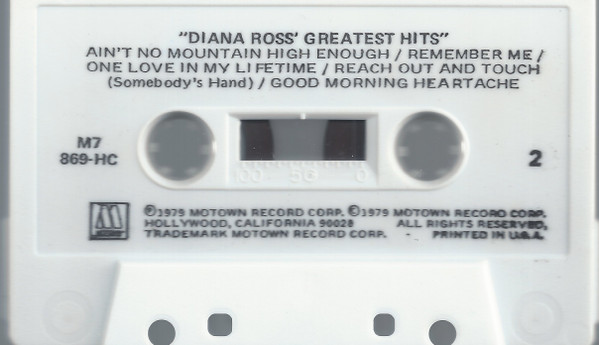 "DIANA ROSS' GREATEST HITS"
AIN'T NO MOUNTAIN HIGH ENOUGH / REMEMBER ME /
ONE LOVE IN MY LIFETIME / REACH OUT AND TOUCH
(Somebody's Hand) / GOOD MORNING HEARTACHE
M7
869-HC
2
100 50 0
℗1979 MOTOWN RECORD CORP. ©1979 MOTOWN RECORD CORP.
HOLLYWOOD, CALIFORNIA 90028 ALL RIGHTS RESERVED.
TRADEMARK MOTOWN RECORD CORP. - PRINTED IN U.S.A.
M